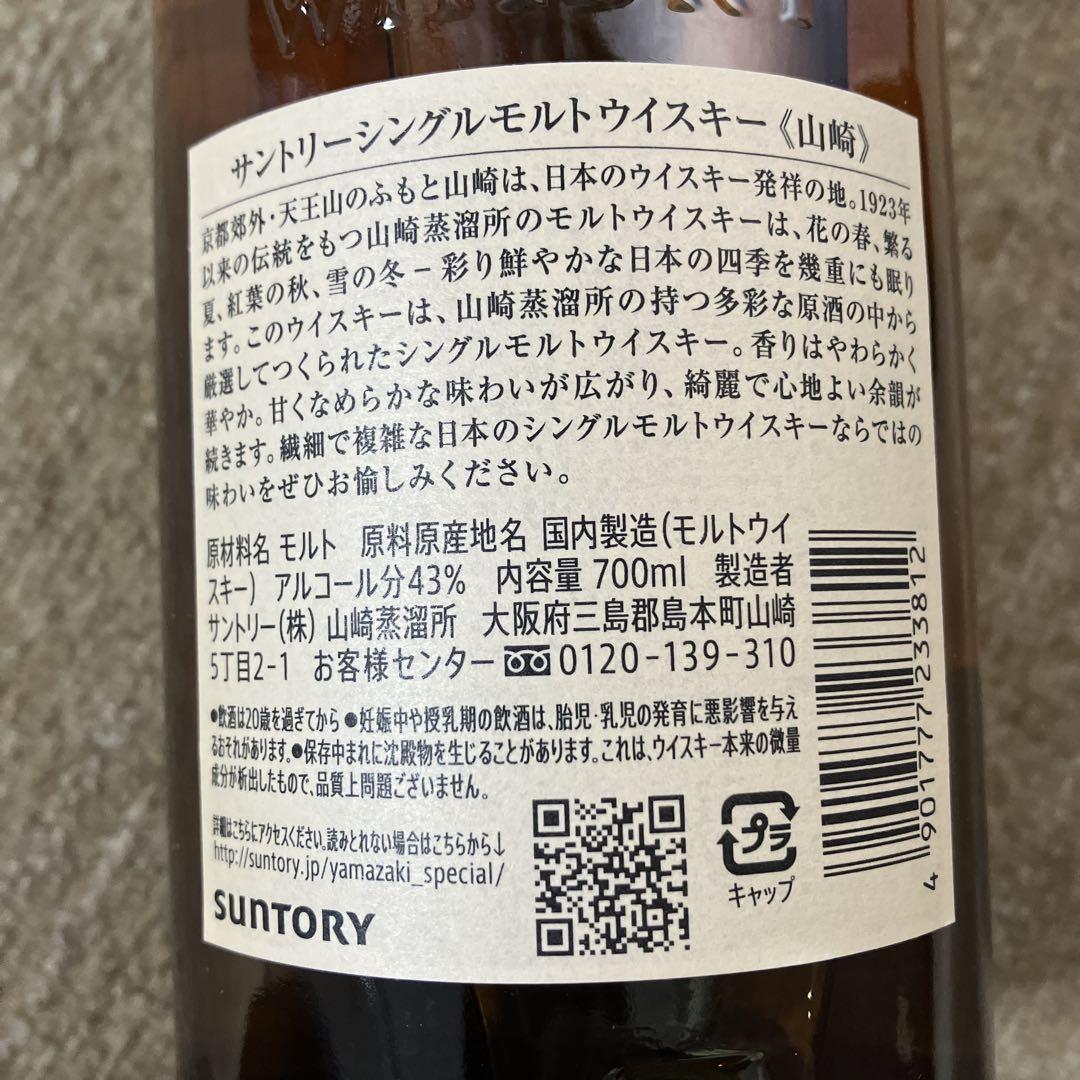 WHISKY
サントリーシングルモルトウイスキー《山崎》
京都郊外・天王山のふもと山崎は、日本のウイスキー発祥の地。1923年
以来の伝統をもつ山崎蒸溜所のモルトウイスキーは、花の春、繁る
夏、紅葉の秋、雪の冬－彩り鮮やかな日本の四季を幾重にも眠り
ます。このウイスキーは、山崎蒸溜所の持つ多彩な原酒の中から
厳選してつくられたシングルモルトウイスキー。香りはやわらかく
華やか。甘くなめらかな味わいが広がり、綺麗で心地よい余韻が
続きます。繊細で複雑な日本のシングルモルトウイスキーならではの
味わいをぜひお愉しみください。
原材料名 モルト 原料原産地名 国内製造(モルトウイ
スキー) アルコール分43% 内容量 700ml 製造者
サントリー(株) 山崎蒸溜所 大阪府三島郡島本町山崎
5丁目2-1 お客様センター 0120-139-310
●飲酒は20歳を過ぎてから ●妊娠中や授乳期の飲酒は、胎児・乳児の発育に悪影響を与え
るおそれがあります。●保存中まれに沈殿物を生じることがあります。これは、ウイスキー本来の微量
成分が析出したもので、品質上問題ございません。
詳細はこちらにアクセスください。読みとれない場合はこちらから↓
http://suntory.jp/yamazaki_special/
SUNTORY
プラ
キャップ
4 901777 233812